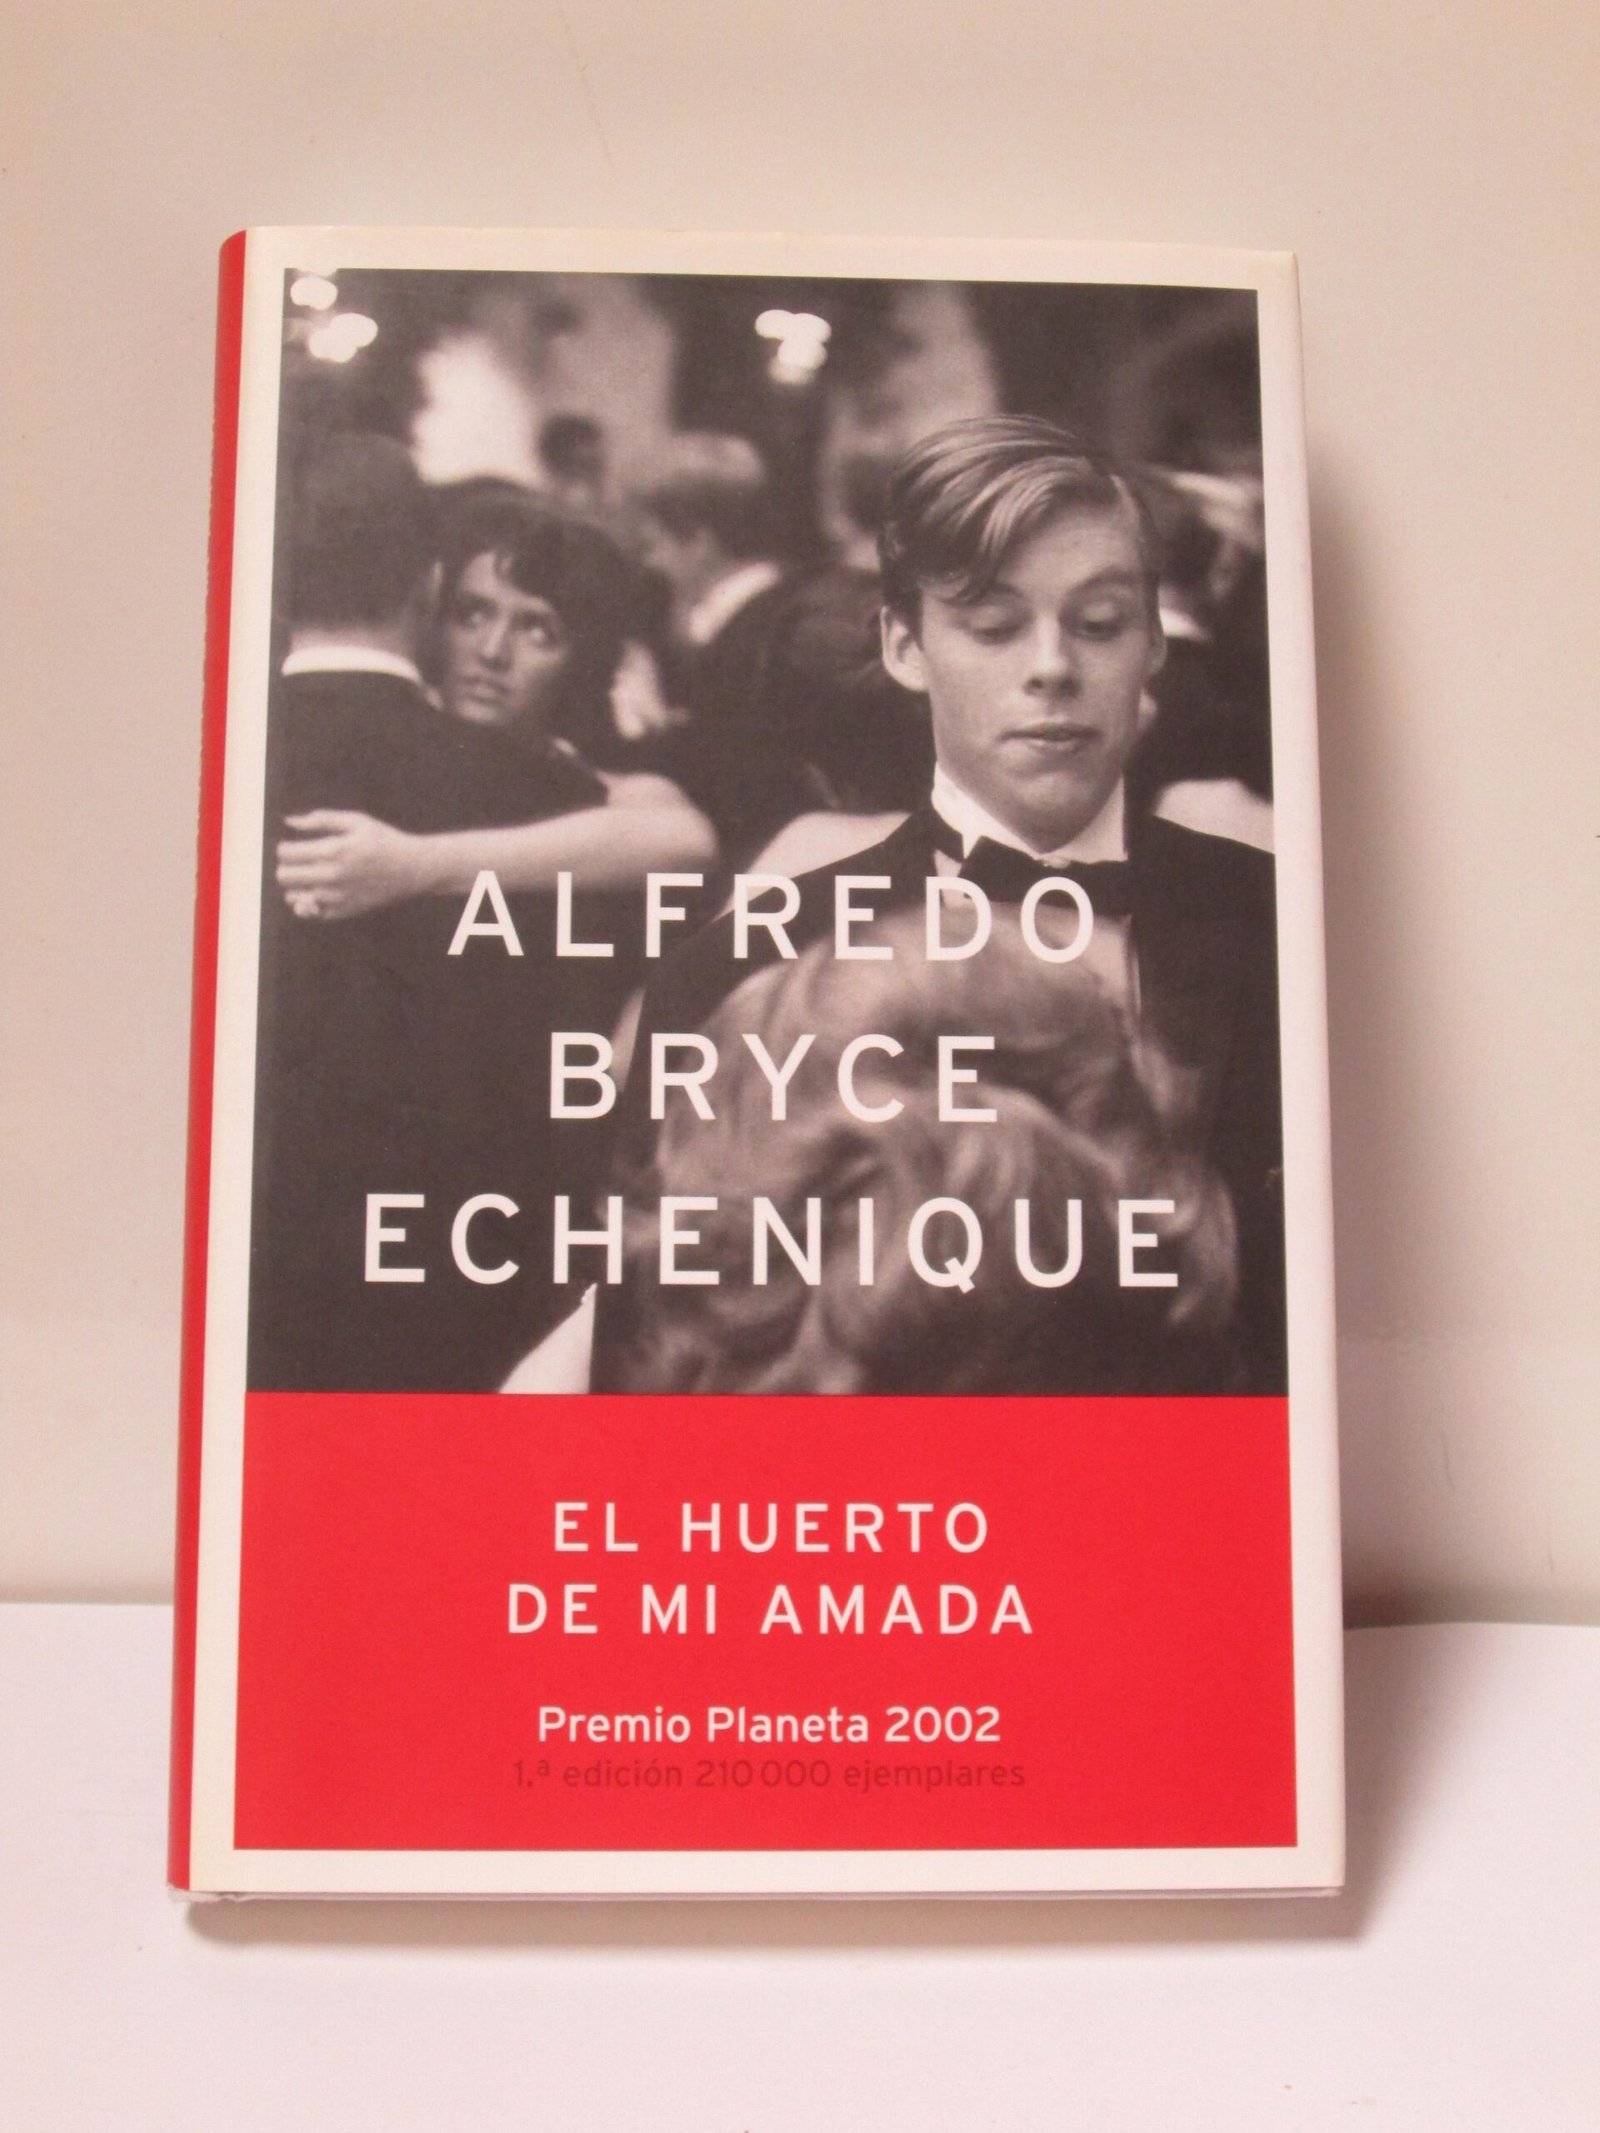 ALFREDO
BRYCE
ECHENIQUE
EL HUERTO
DE MI AMADA
Premio Planeta 2002
1.ª edición 210 000 ejemplares